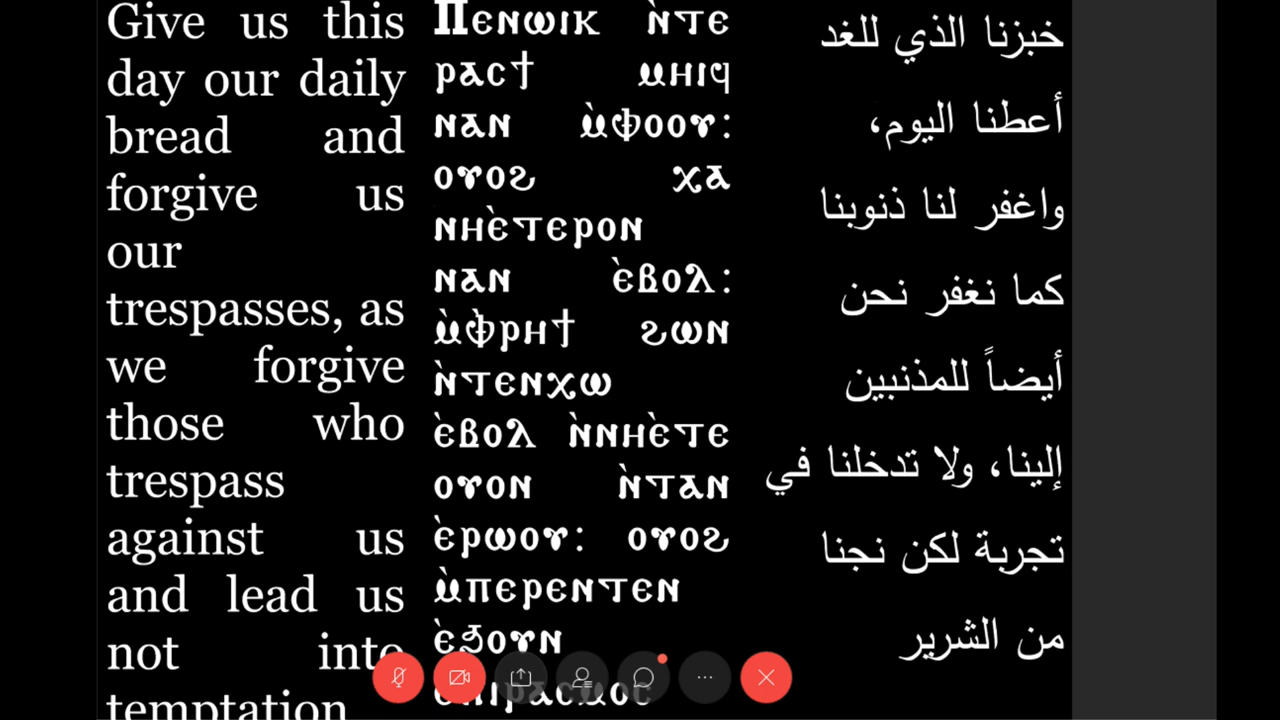 Give us this
day our daily
bread and
forgive us
our
trespasses, as
we forgive
those who
trespass
against us
and lead us
not into
temptation
Ⲡⲉⲛⲱⲓⲕ ⲛ̀ⲧⲉ
ⲣⲁⲥϯ ⲙⲏⲓϥ
ⲛⲁⲛ ⲙ̀ⲫⲟⲟⲩ:
ⲟⲩⲟϩ ⲭⲁ
ⲛⲏⲉ̀ⲧⲉⲣⲟⲛ
ⲛⲁⲛ ⲉ̀ⲃⲟⲗ:
ⲙ̀ⲫ̀ⲣⲏϯ ϩⲱⲛ
ⲛ̀ⲧⲉⲛⲭⲱ
ⲉ̀ⲃⲟⲗ ⲛ̀ⲛⲏⲉ̀ⲧⲉ
ⲟⲩⲟⲛ ⲛ̀ⲧⲁⲛ
ⲉ̀ⲣⲱⲟⲩ: ⲟⲩⲟϩ
ⲙ̀ⲡⲉⲣⲉⲛⲧⲉⲛ
ⲉ̀ϧⲟⲩⲛ
خبزنا الذي للغد
أعطنا اليوم،
واغفر لنا ذنوبنا
كما نغفر نحن
أيضاً للمذنبين
إلينا، ولا تدخلنا في
تجربة لكن نجنا
من الشرير